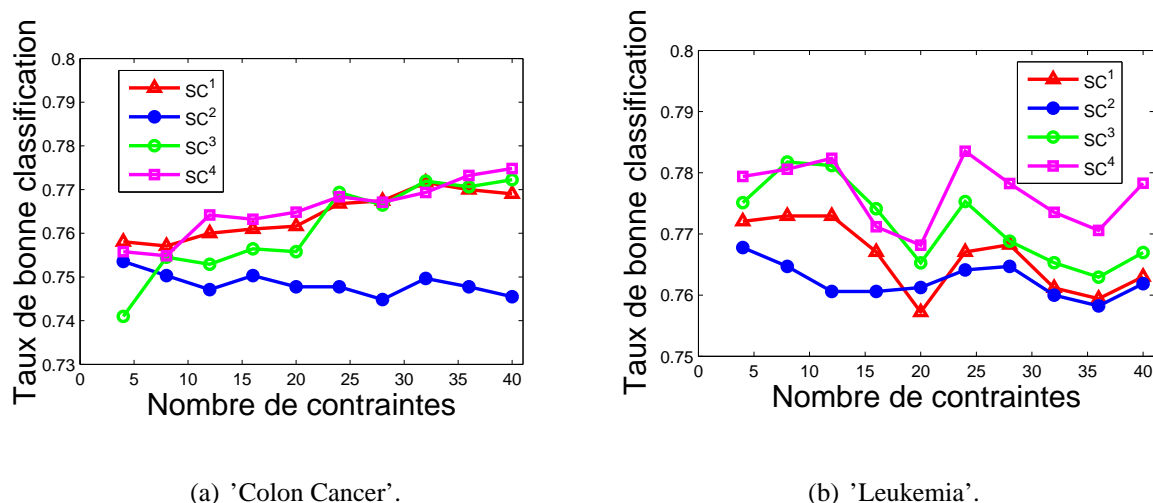 0.8
0.79
0.78
0.77
0.76
0.75
0.74
0.73
0 5 10 15 20 25 30 35 40
Nombre de contraintes
Taux de bonne classification
SC1
SC2
SC3
SC4
(a) ’Colon Cancer’.
0.8
0.79
0.78
0.77
0.76
0.75
0 5 10 15 20 25 30 35 40
Nombre de contraintes
Taux de bonne classification
SC1
SC2
SC3
SC4
(b) ’Leukemia’.